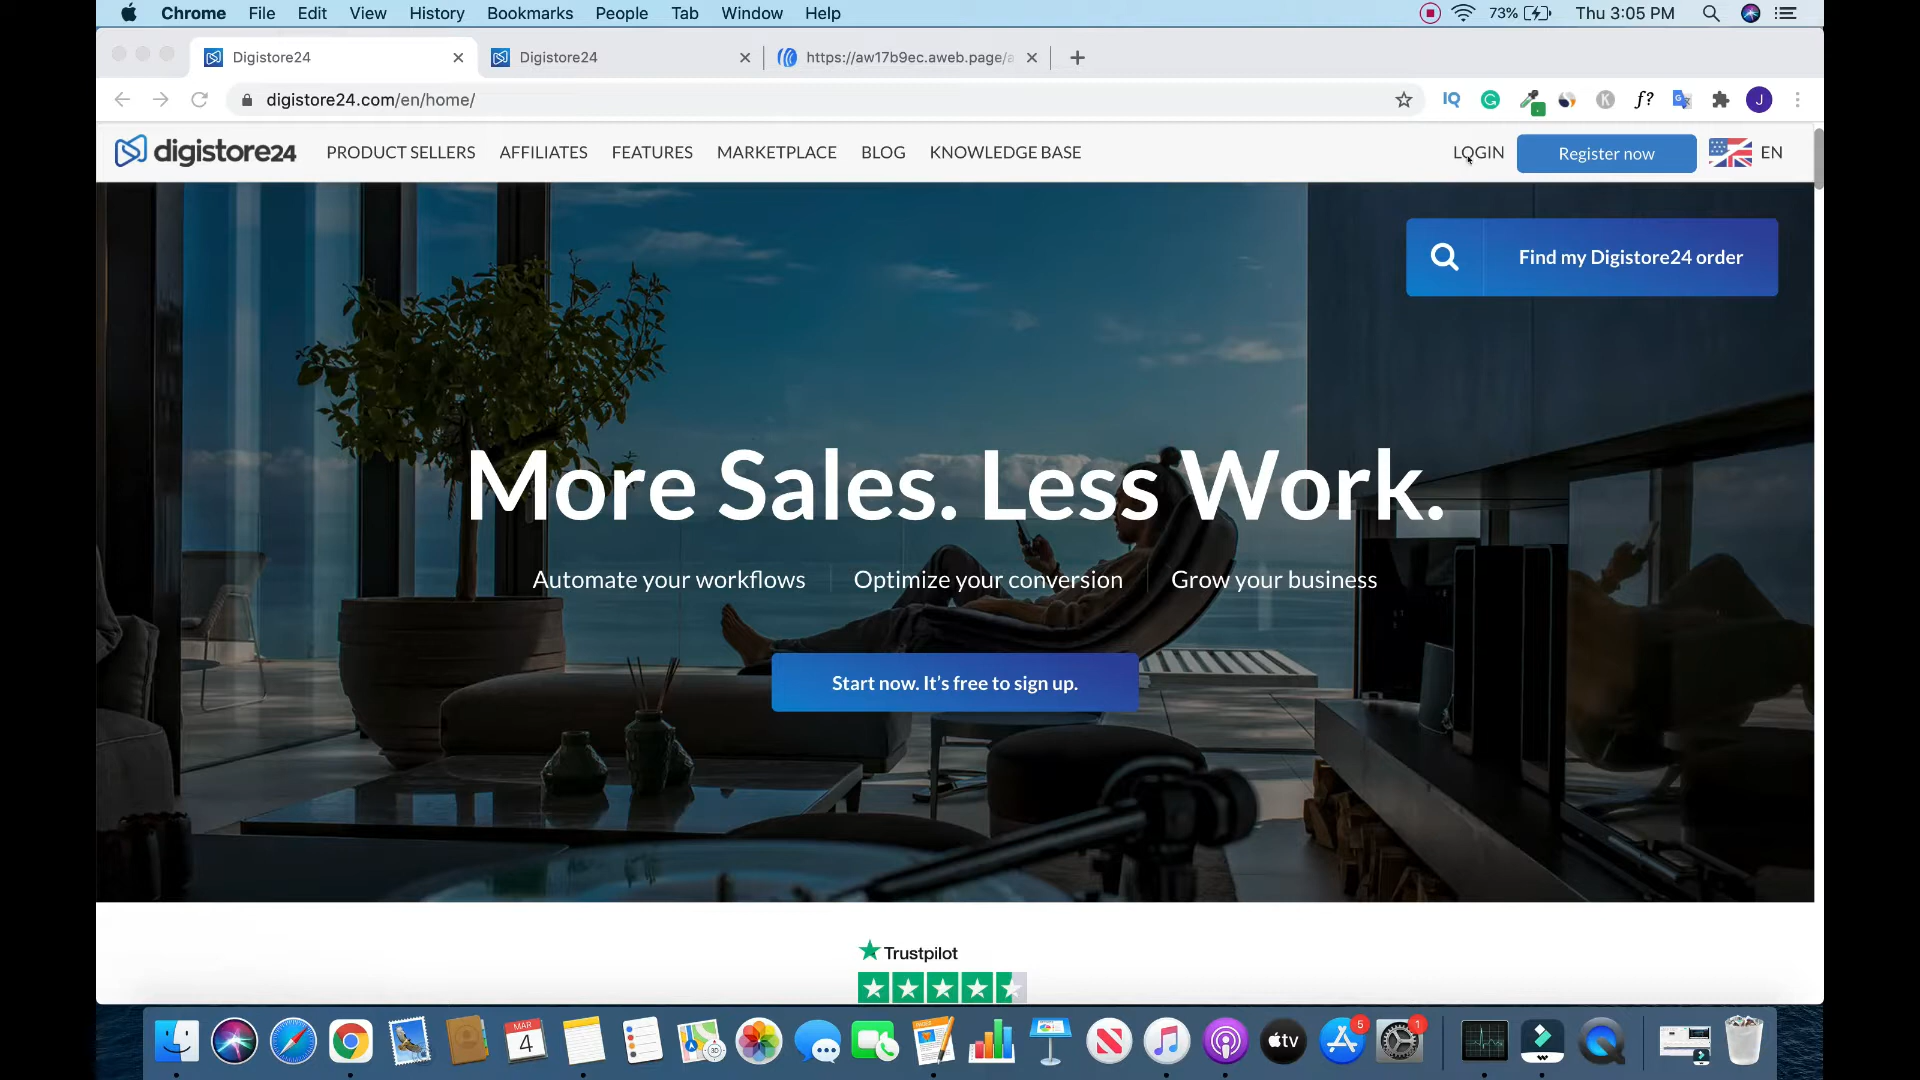 Chrome File Edit View History Bookmarks People Tab Window Help 73% Thu 3:05 PM
Digistore24 Digistore24 https://aw17b9ec.aweb.page/
digistore24.com/en/home/ IQ K f? J
digistore24 PRODUCT SELLERS AFFILIATES FEATURES MARKETPLACE BLOG KNOWLEDGE BASE LOGIN Register now EN
Find my Digistore24 order
More Sales. Less Work.
Automate your workflows Optimize your conversion Grow your business
Start now. It's free to sign up.
Trustpilot
MAR 4 3D tv 5 1